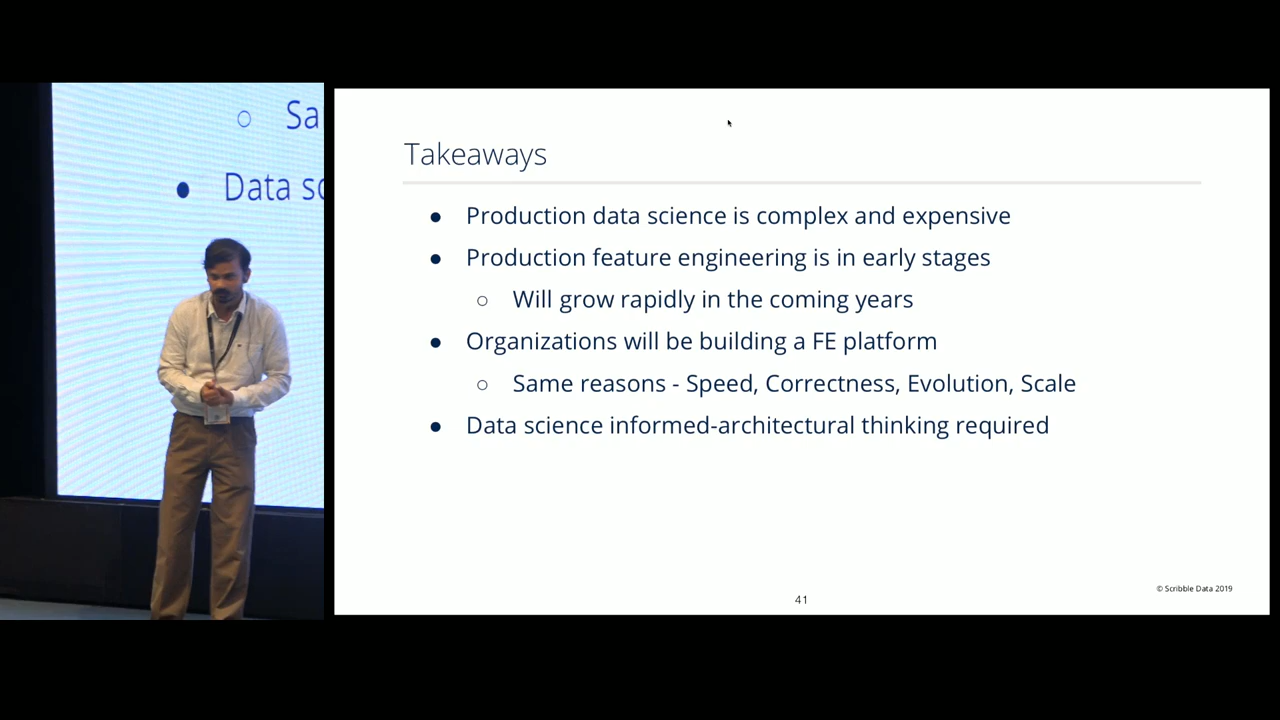 Sa
Data sc
Takeaways
● Production data science is complex and expensive
● Production feature engineering is in early stages
○ Will grow rapidly in the coming years
● Organizations will be building a FE platform
○ Same reasons - Speed, Correctness, Evolution, Scale
● Data science informed-architectural thinking required
© Scribble Data 2019
41